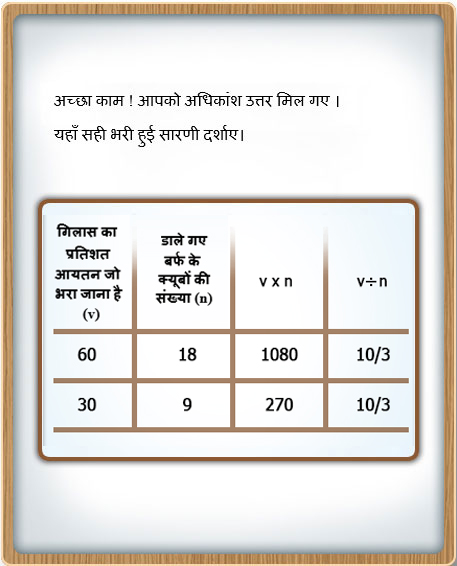 अच्छा काम ! आपको अधिकांश उत्तर मिल गए ।
यहाँ सही भरी हुई सारणी दर्शाए।
गिलास का
प्रतिशत
आयतन जो
भरा जाना है
(v)
डाले गए
बर्फ के
क्यूबों की
संख्या (n)
v x n
v÷n
60 18 1080 10/3
30 9 270 10/3